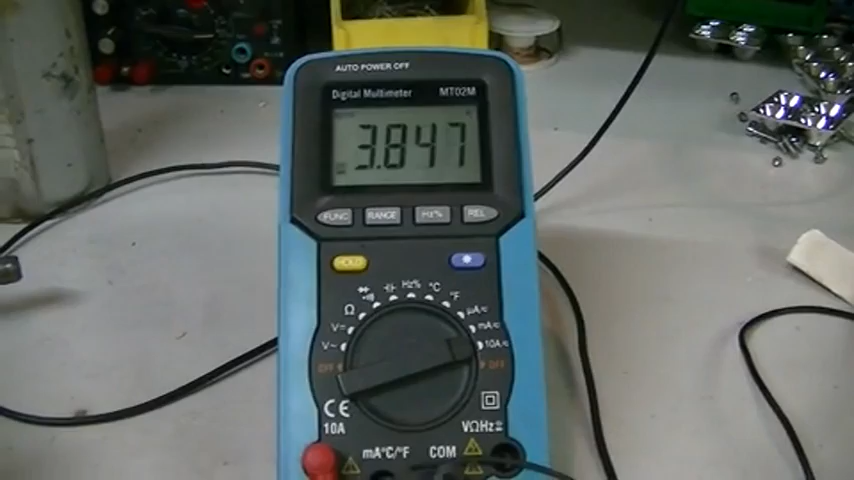 AUTO POWER OFF
Digital Multimeter MT02M
3.847
FUNC RANGE Hz% REL
HOLD
Hz% °C
°F
Ω
V
V~
µA
mA
10A
OFF OFF
CE
10A
VΩHz
mA°C/°F COM